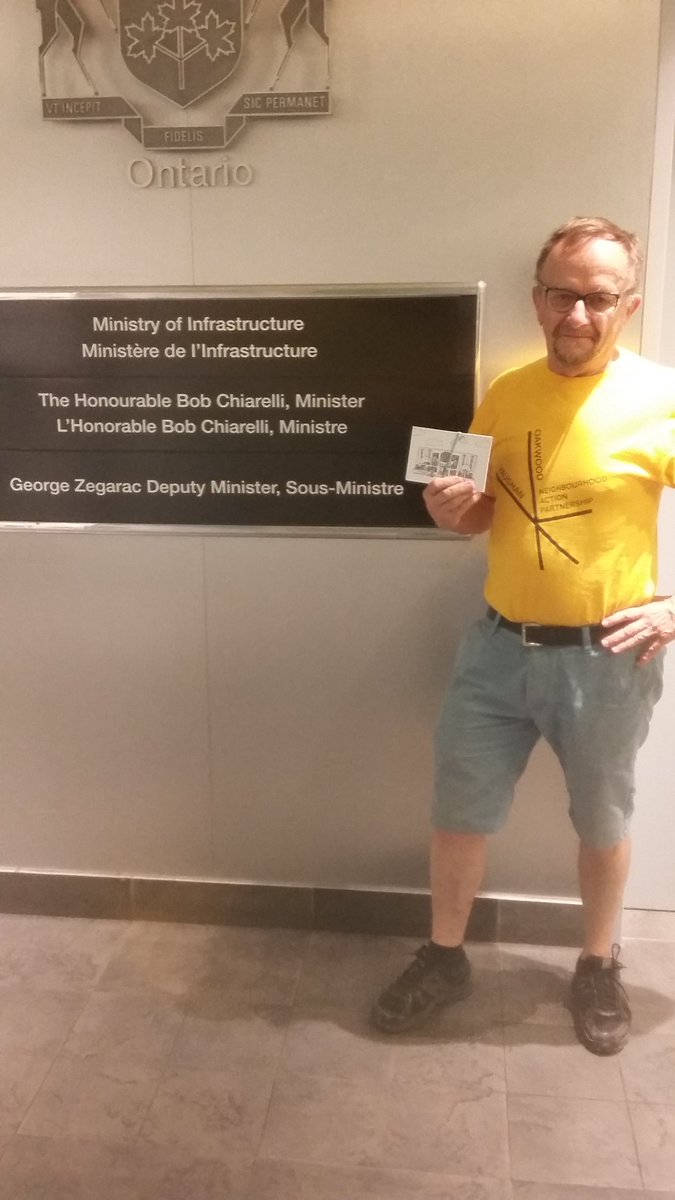 VT INCEPIT
SIC PERMANET
FIDELIS
Ontario
Ministry of Infrastructure
Ministère de l'Infrastructure
The Honourable Bob Chiarelli, Minister
L'Honorable Bob Chiarelli, Ministre
George Zegarac Deputy Minister, Sous-Ministre
OAKWOOD
VAUGHAN
NEIGHBOURHOOD
ACTION
PARTNERSHIP